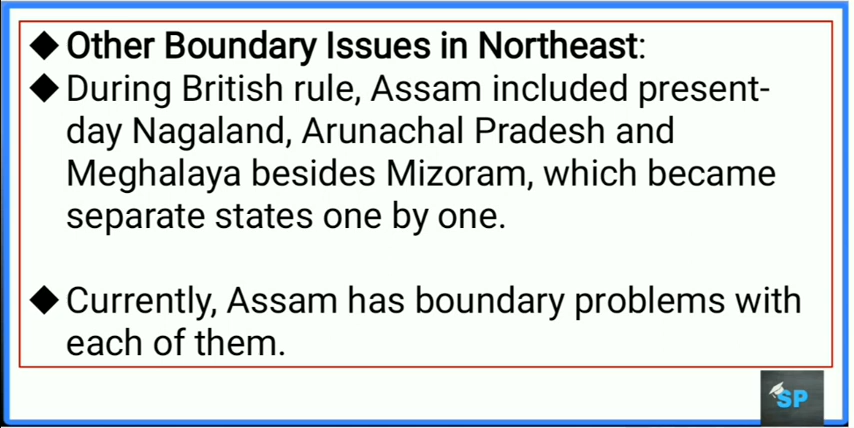 ◆ Other Boundary Issues in Northeast:
◆ During British rule, Assam included present-
day Nagaland, Arunachal Pradesh and
Meghalaya besides Mizoram, which became
separate states one by one.
◆ Currently, Assam has boundary problems with
each of them.
SP